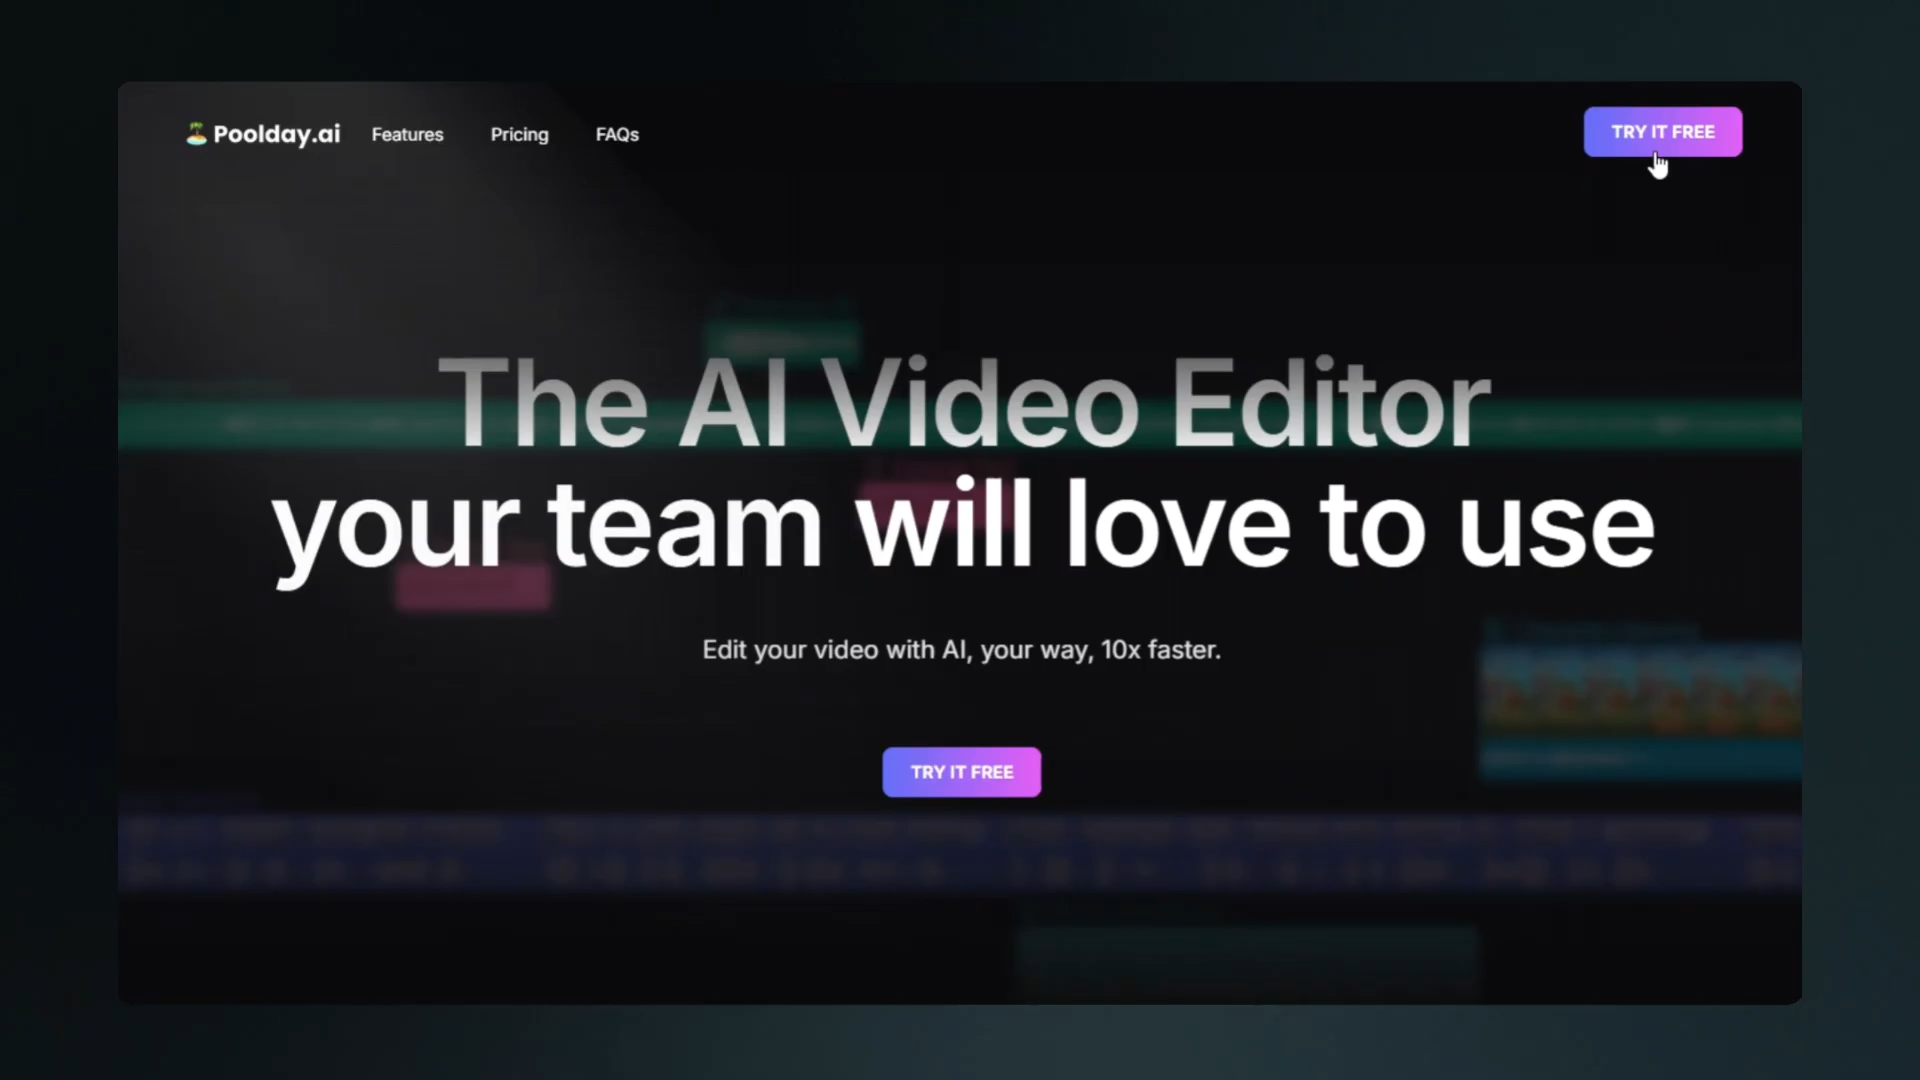 Poolday.ai
Features
Pricing
FAQs
TRY IT FREE
The AI Video Editor
your team will love to use
Edit your video with AI, your way, 10x faster.
TRY IT FREE